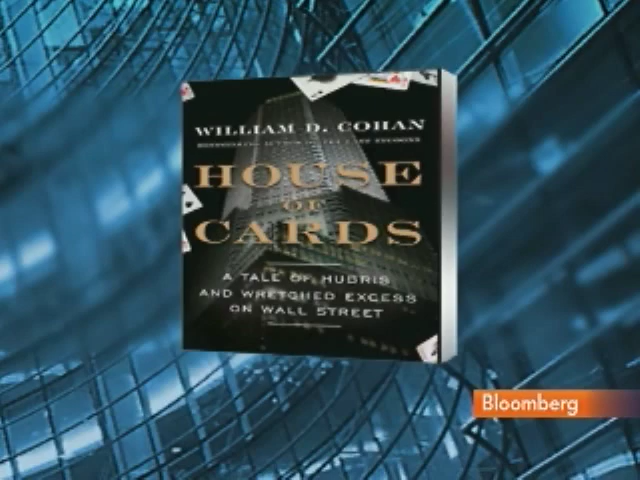 WILLIAM D. COHAN
HOUSE
OF
CARDS
A TALE OF HUBRIS
AND WRETCHED EXCESS
ON WALL STREET
Bloomberg